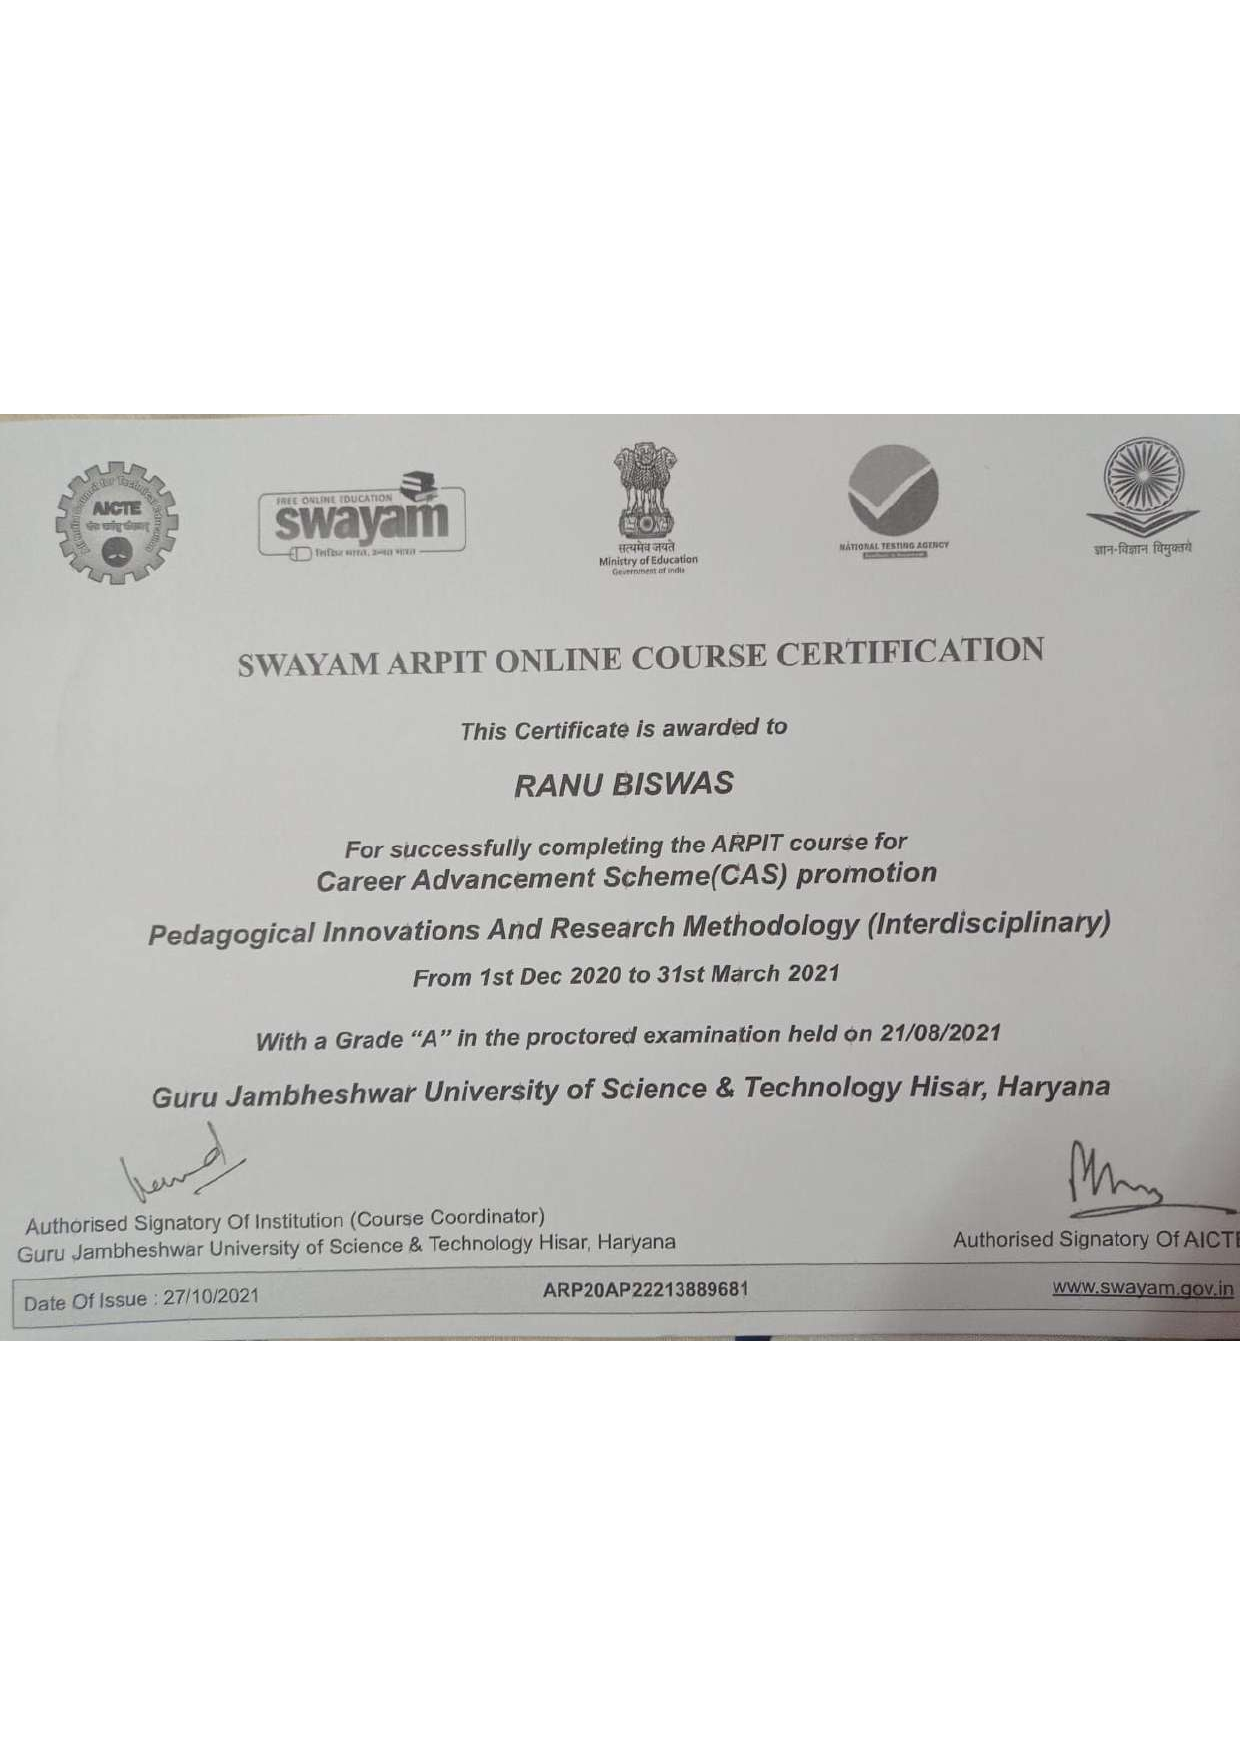 AICTE
FREE ONLINE EDUCATION
swayam
सत्यमेव जयते
Ministry of Education
Government of India
NATIONAL TESTING AGENCY
ज्ञान-विज्ञान विमुक्तये
SWAYAM ARPIT ONLINE COURSE CERTIFICATION
This Certificate is awarded to
RANU BISWAS
For successfully completing the ARPIT course for
Career Advancement Scheme(CAS) promotion
Pedagogical Innovations And Research Methodology (Interdisciplinary)
From 1st Dec 2020 to 31st March 2021
With a Grade “A” in the proctored examination held on 21/08/2021
Guru Jambheshwar University of Science & Technology Hisar, Haryana
Authorised Signatory Of Institution (Course Coordinator)
Guru Jambheshwar University of Science & Technology Hisar, Haryana
Authorised Signatory Of AICTE
Date Of Issue : 27/10/2021
ARP20AP22213889681
www.swayam.gov.in